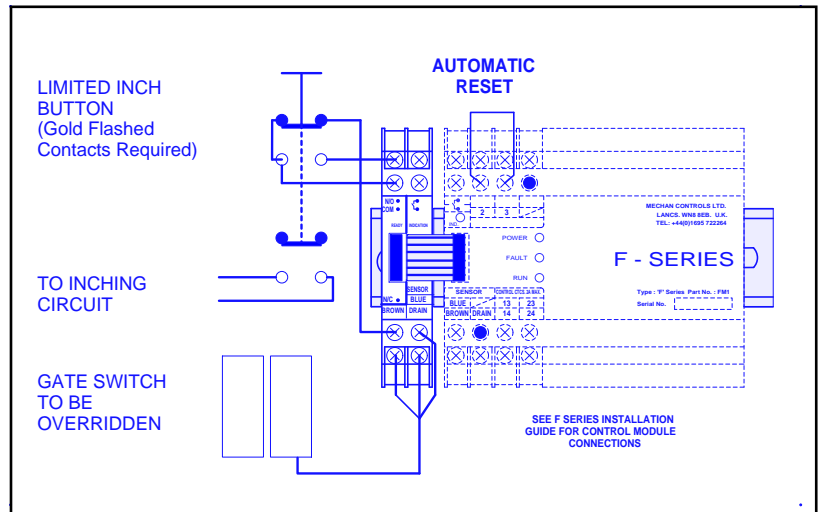 LIMITED INCH
BUTTON
(Gold Flashed
Contacts Required)
TO INCHING
CIRCUIT
GATE SWITCH
TO BE
OVERRIDDEN
AUTOMATIC
RESET
N/O
COM
READY
INDICATION
SENSOR
N/C
BLUE
BROWN
DRAIN
IND.
2
3
POWER
FAULT
RUN
SENSOR
CONTROL CTCS. 3A MAX.
BLUE
13
23
BROWN
DRAIN
14
24
MECHAN CONTROLS LTD.
LANCS. WN8 8EB. U.K.
TEL: +44(0)1695 722264
F - SERIES
Type : 'F' Series Part No. : FM1
Serial No.
SEE F SERIES INSTALLATION
GUIDE FOR CONTROL MODULE
CONNECTIONS